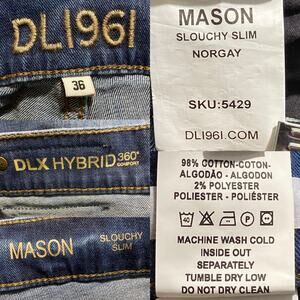 DL1961
36
MASON
SLOUCHY SLIM
NORGAY
SKU:5429
DL1961.COM
DLX HYBRID 360°
COMFORT
MASON SLOUCHY
SLIM
98% COTTON-COTON-
ALGODÃO - ALGODON
2% POLYESTER
POLIESTER - POLIÉSTER
40
MACHINE WASH COLD
INSIDE OUT
SEPARATELY
TUMBLE DRY LOW
DO NOT DRY CLEAN